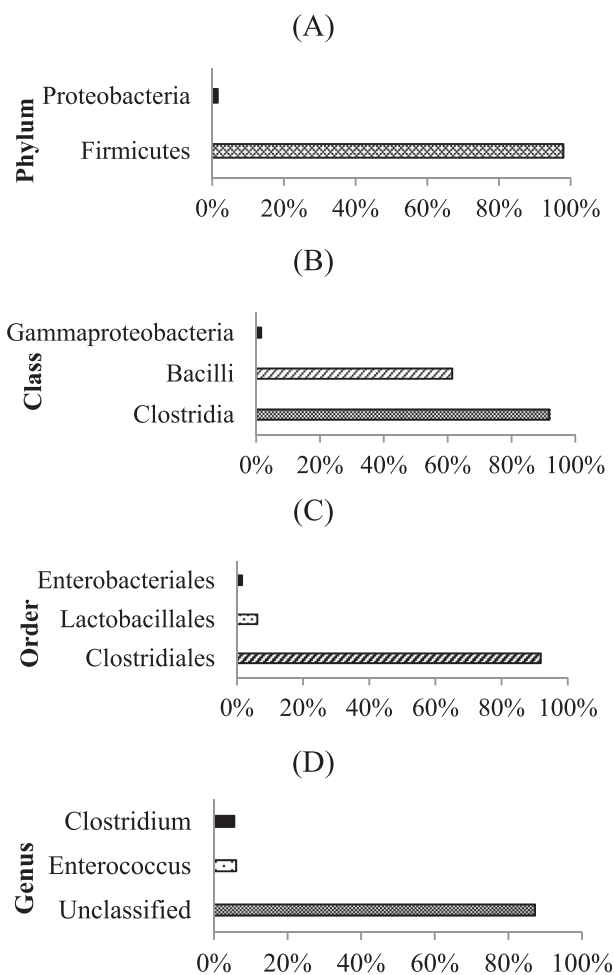 (A)
Phylum
Proteobacteria
Firmicutes
0% 20% 40% 60% 80% 100%
(B)
Class
Gammaproteobacteria
Bacilli
Clostridia
0% 20% 40% 60% 80% 100%
(C)
Order
Enterobacteriales
Lactobacillales
Clostridiales
0% 20% 40% 60% 80% 100%
(D)
Genus
Clostridium
Enterococcus
Unclassified
0% 20% 40% 60% 80% 100%